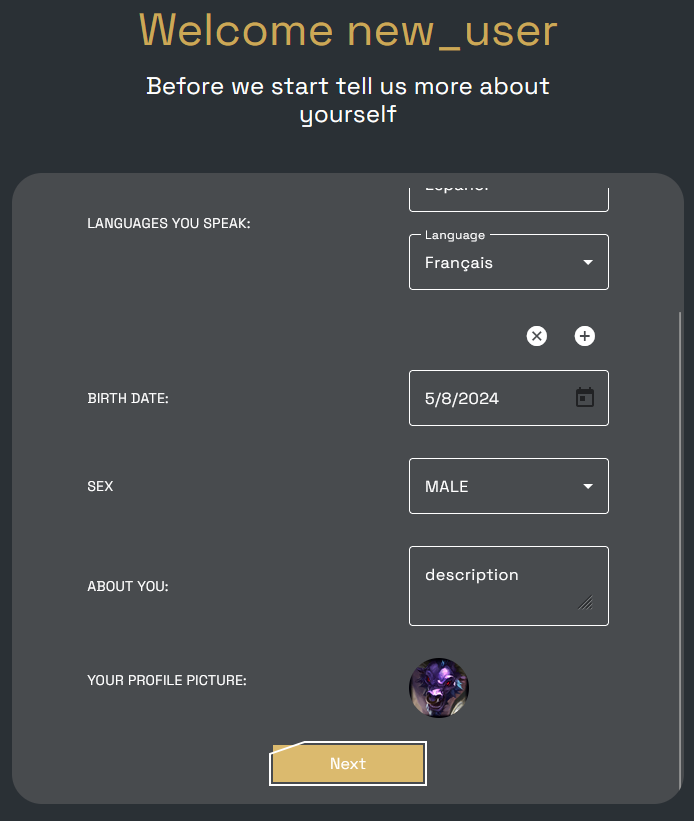 Welcome new_user
Before we start tell us more about
yourself
Español
LANGUAGES YOU SPEAK:
Language
Français
BIRTH DATE:
5/8/2024
SEX
MALE
ABOUT YOU:
description
YOUR PROFILE PICTURE:
Next